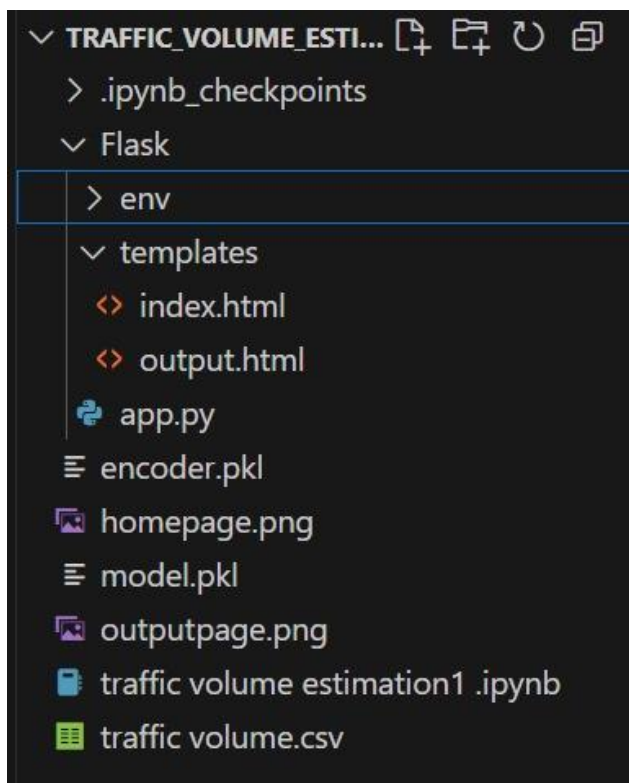 TRAFFIC_VOLUME_ESTI...
.ipynb_checkpoints
Flask
env
templates
index.html
output.html
app.py
encoder.pkl
homepage.png
model.pkl
outputpage.png
traffic volume estimation1 .ipynb
traffic volume.csv